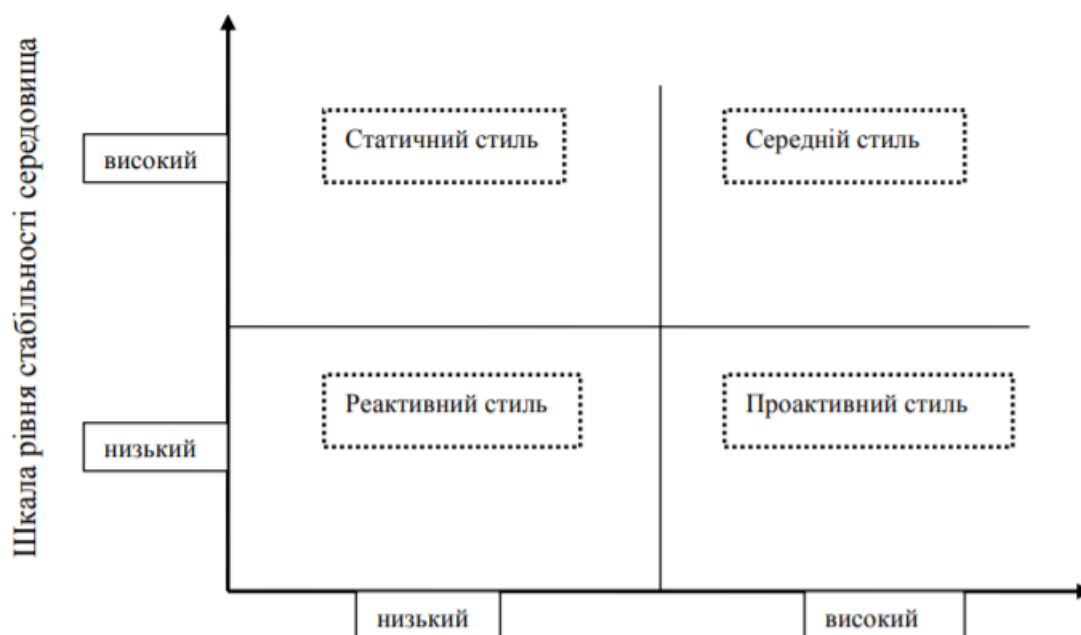 Шкала рівня стабільності середовища
високий
Статичний стиль
Середній стиль
низький
Реактивний стиль
Проактивний стиль
низький
високий